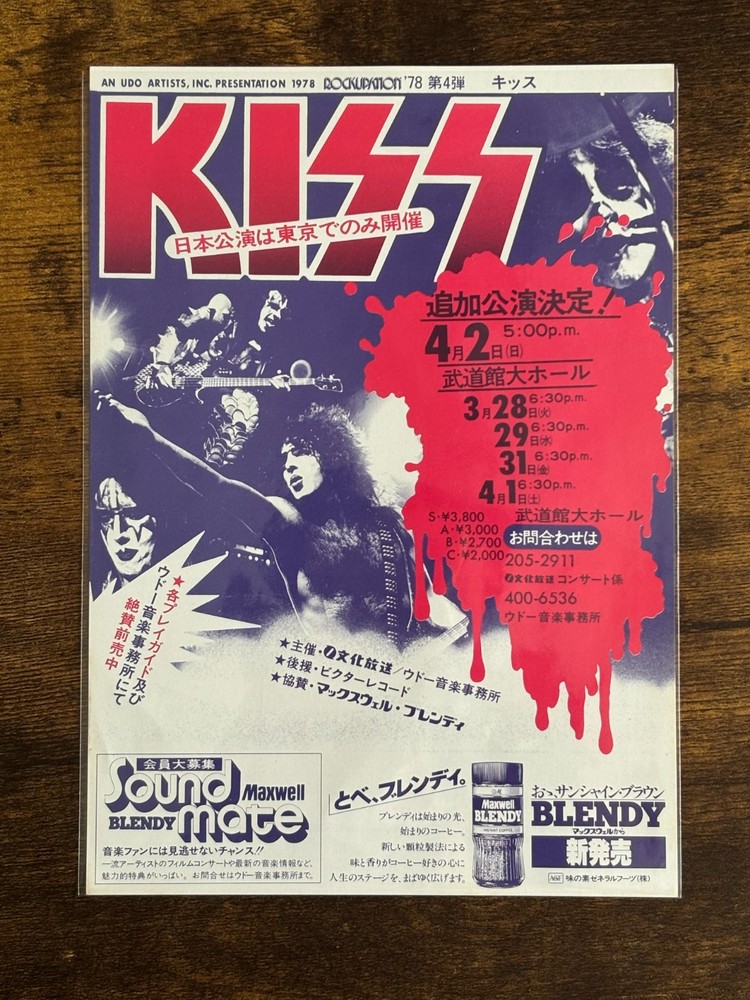 AN UDO ARTISTS, INC. PRESENTATION 1978 ROCKUPATION '78 第4弾 キッス
KISS
日本公演は東京でのみ開催
追加公演決定!
4月2日(日) 5:00p.m.
武道館大ホール
3月28日(火) 6:30p.m.
29日(水) 6:30p.m.
31日(金) 6:30p.m.
4月1日(土) 6:30p.m.
武道館大ホール
S・¥3,800
A・¥3,000
B・¥2,700
C・¥2,000
お問合わせは
205-2911
文化放送 コンサート係
400-6536
ウドー音楽事務所
★各プレイガイド及び
ウドー音楽事務所にて
絶賛前売中
★主催・文化放送/ウドー音楽事務所
★後援・ビクターレコード
★協賛・マックスウェル・ブレンディ
会員大募集
Sound mate
Maxwell
BLENDY
音楽ファンには見逃せないチャンス!!
一流アーティストのフィルムコンサートや最新の音楽情報など、
魅力的特典がいっぱい。お問合せはウドー音楽事務所まで。
とべ、ブレンディ。
ブレンディは始まりの光、
始まりのコーヒー。
新しい顆粒製法による
味と香りがコーヒー好きの心に
人生のステージを、まばゆく広げます。
Maxwell
BLENDY
INSTANT COFFEE
おゝ、サンシャイン・ブラウン
BLENDY
マックスウェルから
新発売
AGF 味の素ゼネラルフーヅ(株)